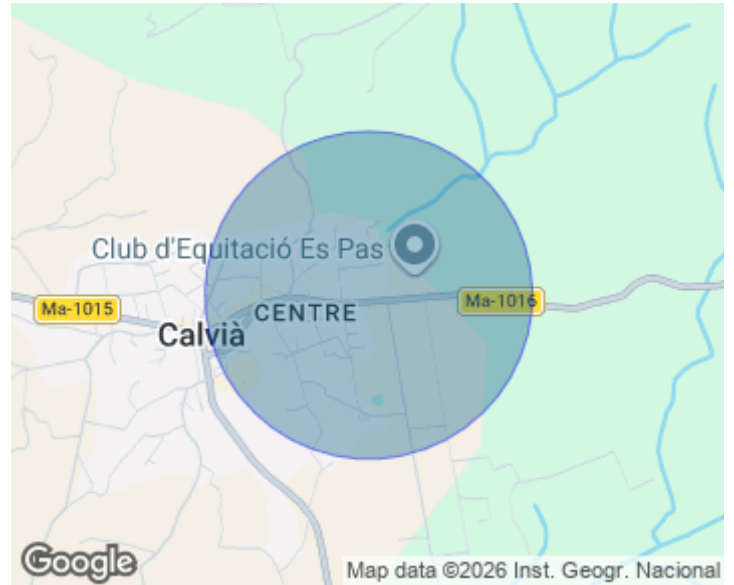 Club d'Equitació Es Pas
Ma-1015
CENTRE
Ma-1016
Calvià
Google
Map data ©2026 Inst. Geogr. Nacional